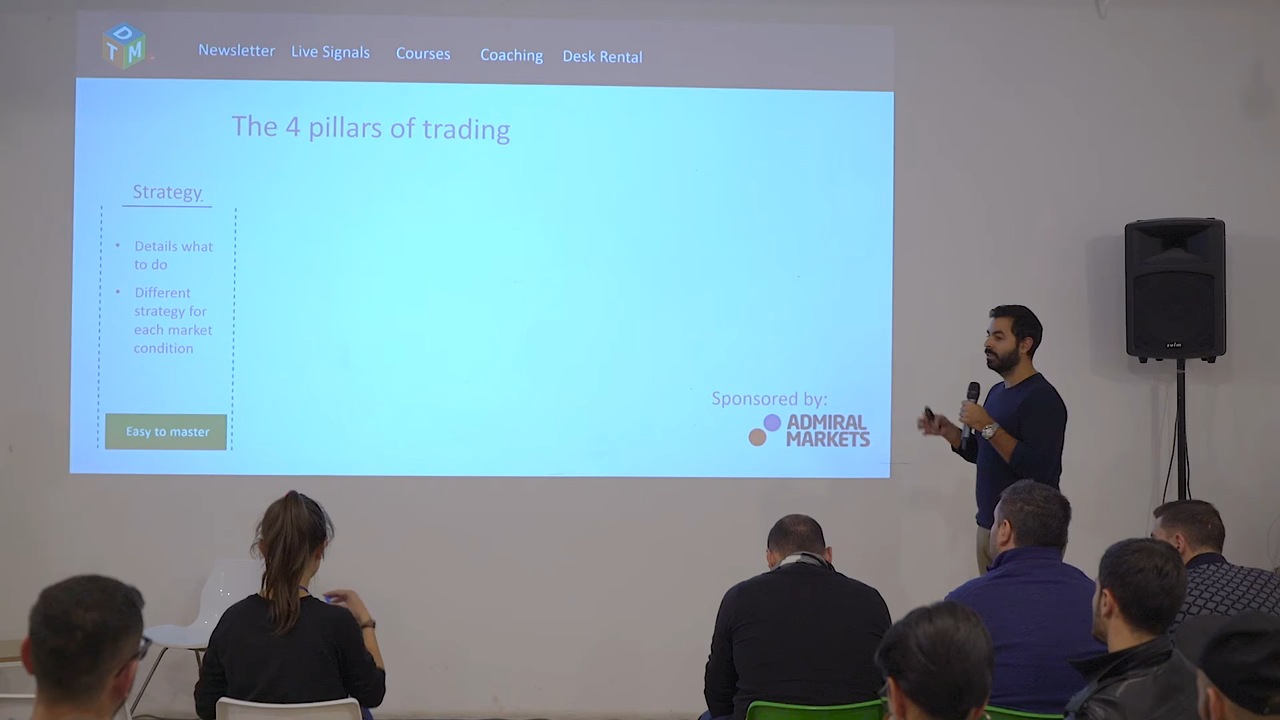 D
T M
Newsletter Live Signals Courses Coaching Desk Rental
The 4 pillars of trading
Strategy
• Details what
to do
• Different
strategy for
each market
condition
Easy to master
Sponsored by:
ADMIRAL
MARKETS